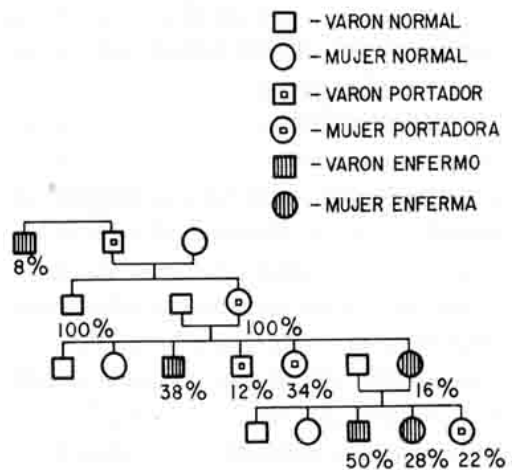 - VARON NORMAL
- MUJER NORMAL
- VARON PORTADOR
- MUJER PORTADORA
- VARON ENFERMO
- MUJER ENFERMA
8%
100% 100%
38% 12% 34% 16%
50% 28% 22%